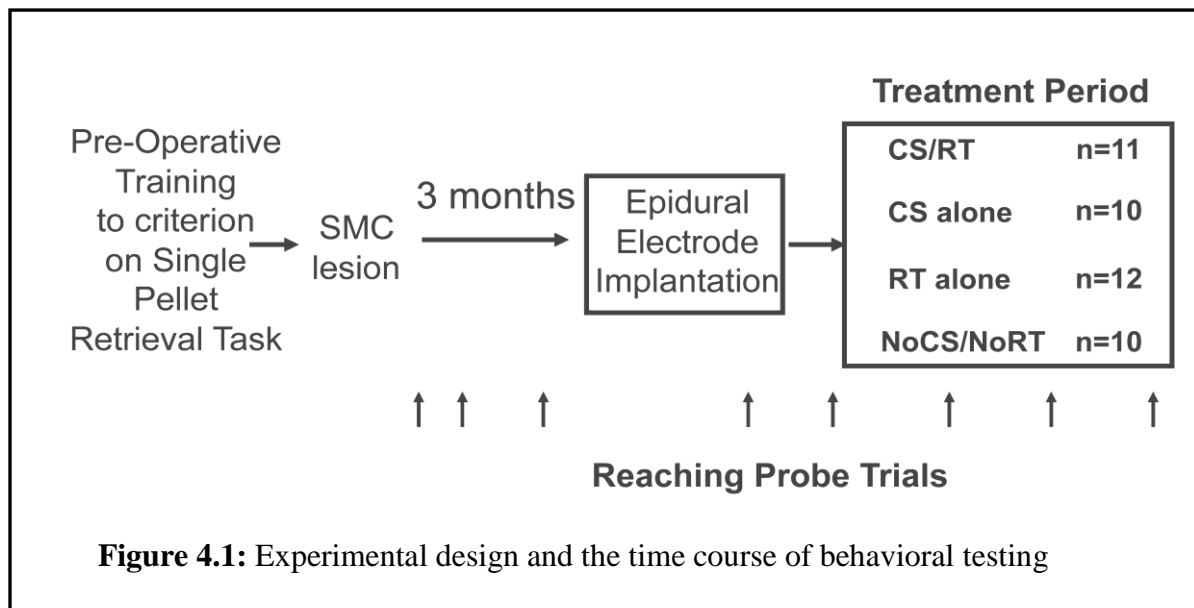 Pre-Operative
Training
to criterion
on Single
Pellet
Retrieval Task
SMC
lesion
3 months
Epidural
Electrode
Implantation
Treatment Period
CS/RT n=11
CS alone n=10
RT alone n=12
NoCS/NoRT n=10
Reaching Probe Trials
Figure 4.1: Experimental design and the time course of behavioral testing